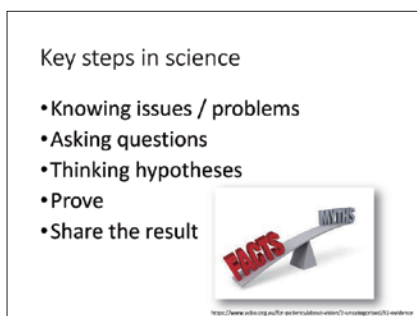 Key steps in science
•Knowing issues / problems
•Asking questions
•Thinking hypotheses
•Prove
•Share the result
FACTS
MYTHS